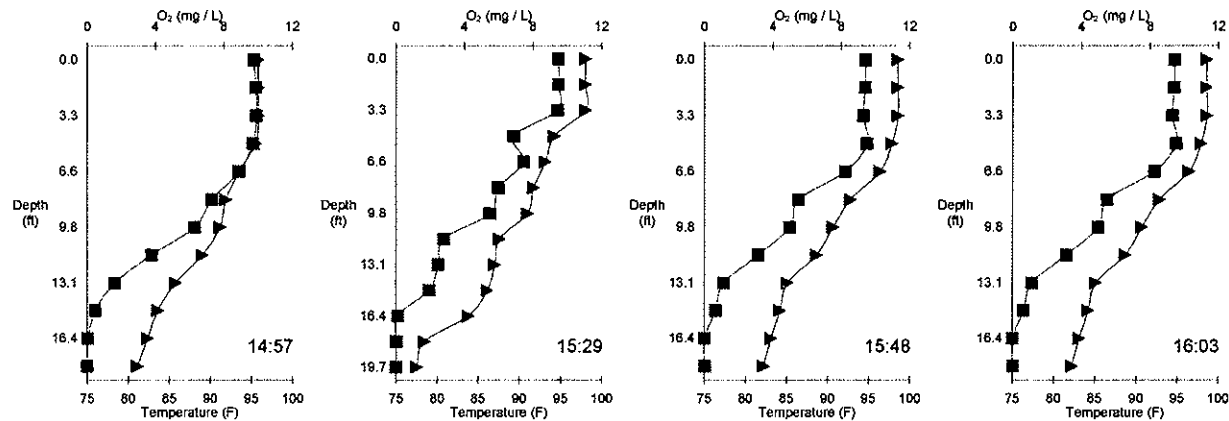 O₂ (mg / L)
0 4 8 12
0.0
3.3
6.6
Depth
(ft)
9.8
13.1
16.4
14:57
75 80 85 90 95 100
Temperature (F)
O₂ (mg / L)
0 4 8 12
0.0
3.3
6.6
Depth
(ft)
9.8
13.1
16.4
15:29
19.7
75 80 85 90 95 100
Temperature (F)
O₂ (mg / L)
0 4 8 12
0.0
3.3
6.6
Depth
(ft)
9.8
13.1
16.4
15:48
75 80 85 90 95 100
Temperature (F)
O₂ (mg / L)
0 4 8 12
0.0
3.3
6.6
Depth
(ft)
9.8
13.1
16.4
16:03
75 80 85 90 95 100
Temperature (F)